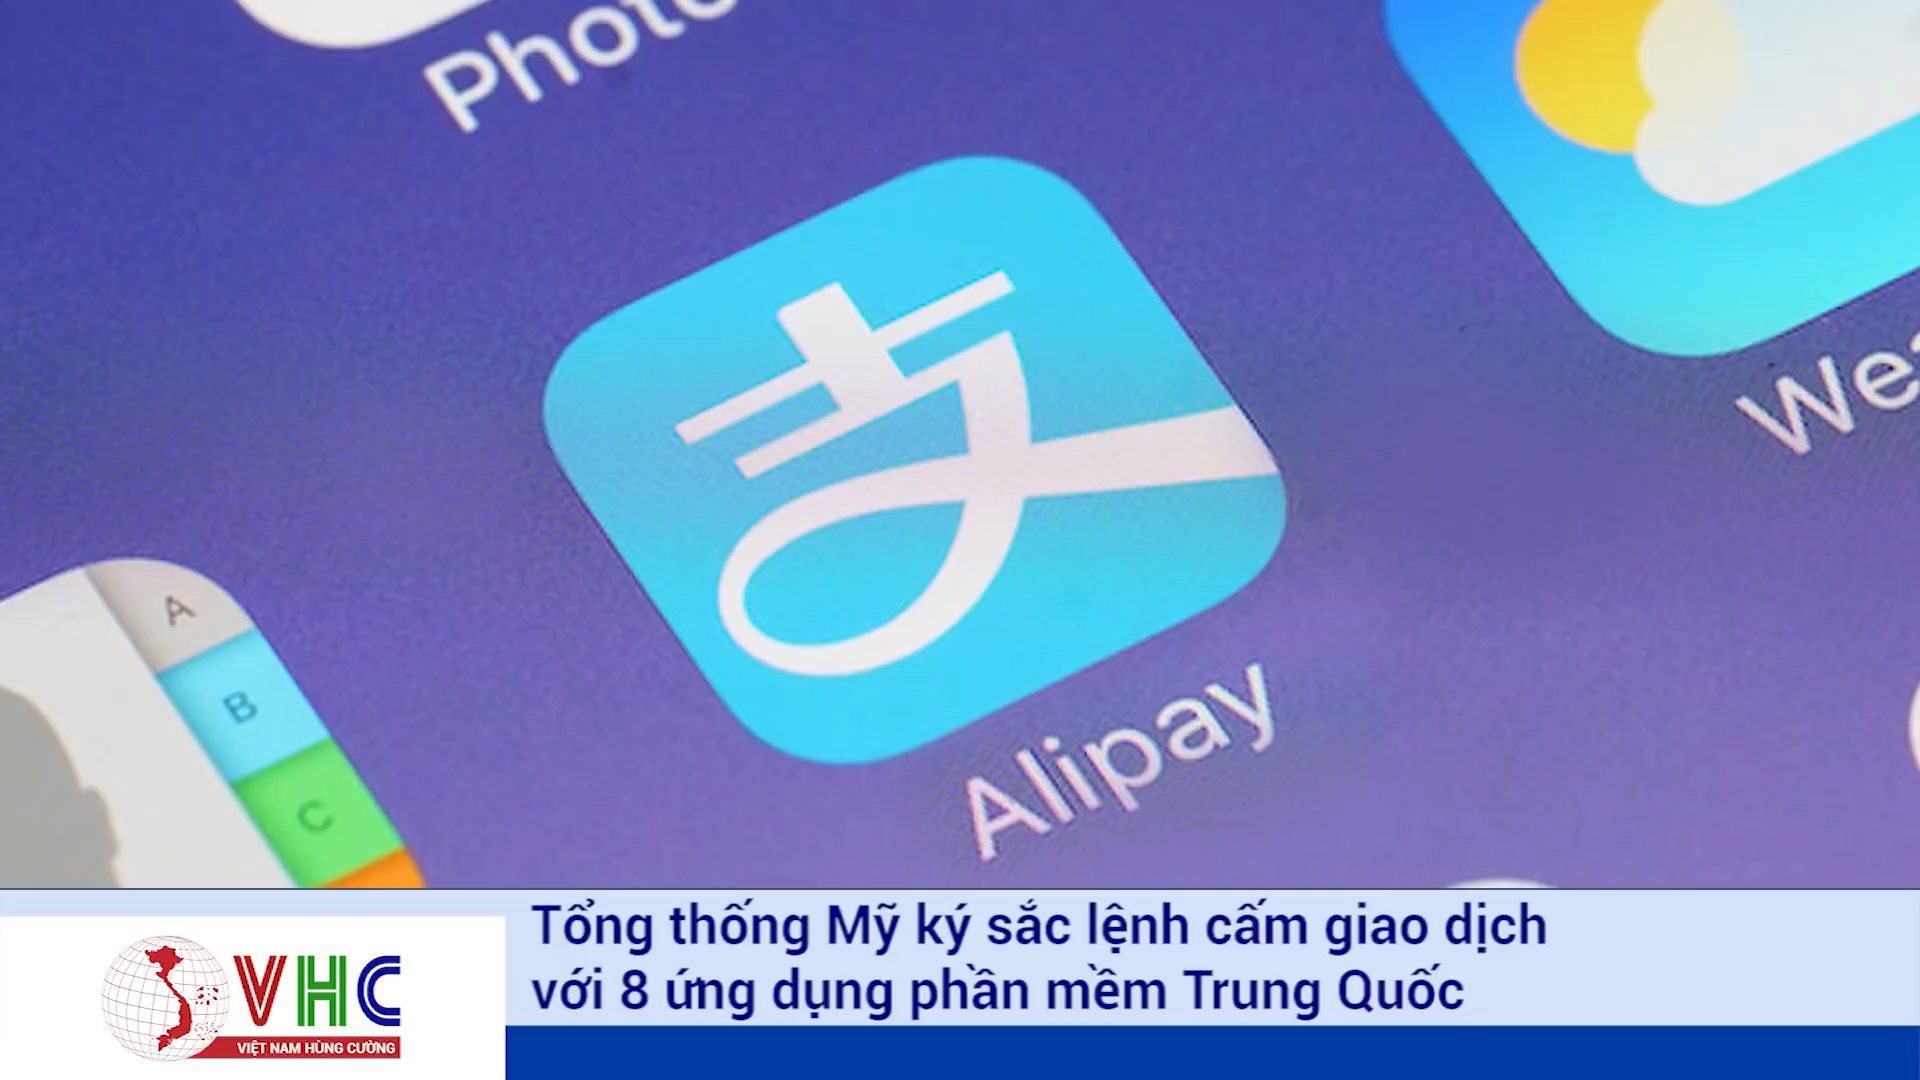 Photo
Alipay
A
B
C
支
Tổng thống Mỹ ký sắc lệnh cấm giao dịch
với 8 ứng dụng phần mềm Trung Quốc
VHC
VIỆT NAM HÙNG CƯỜNG